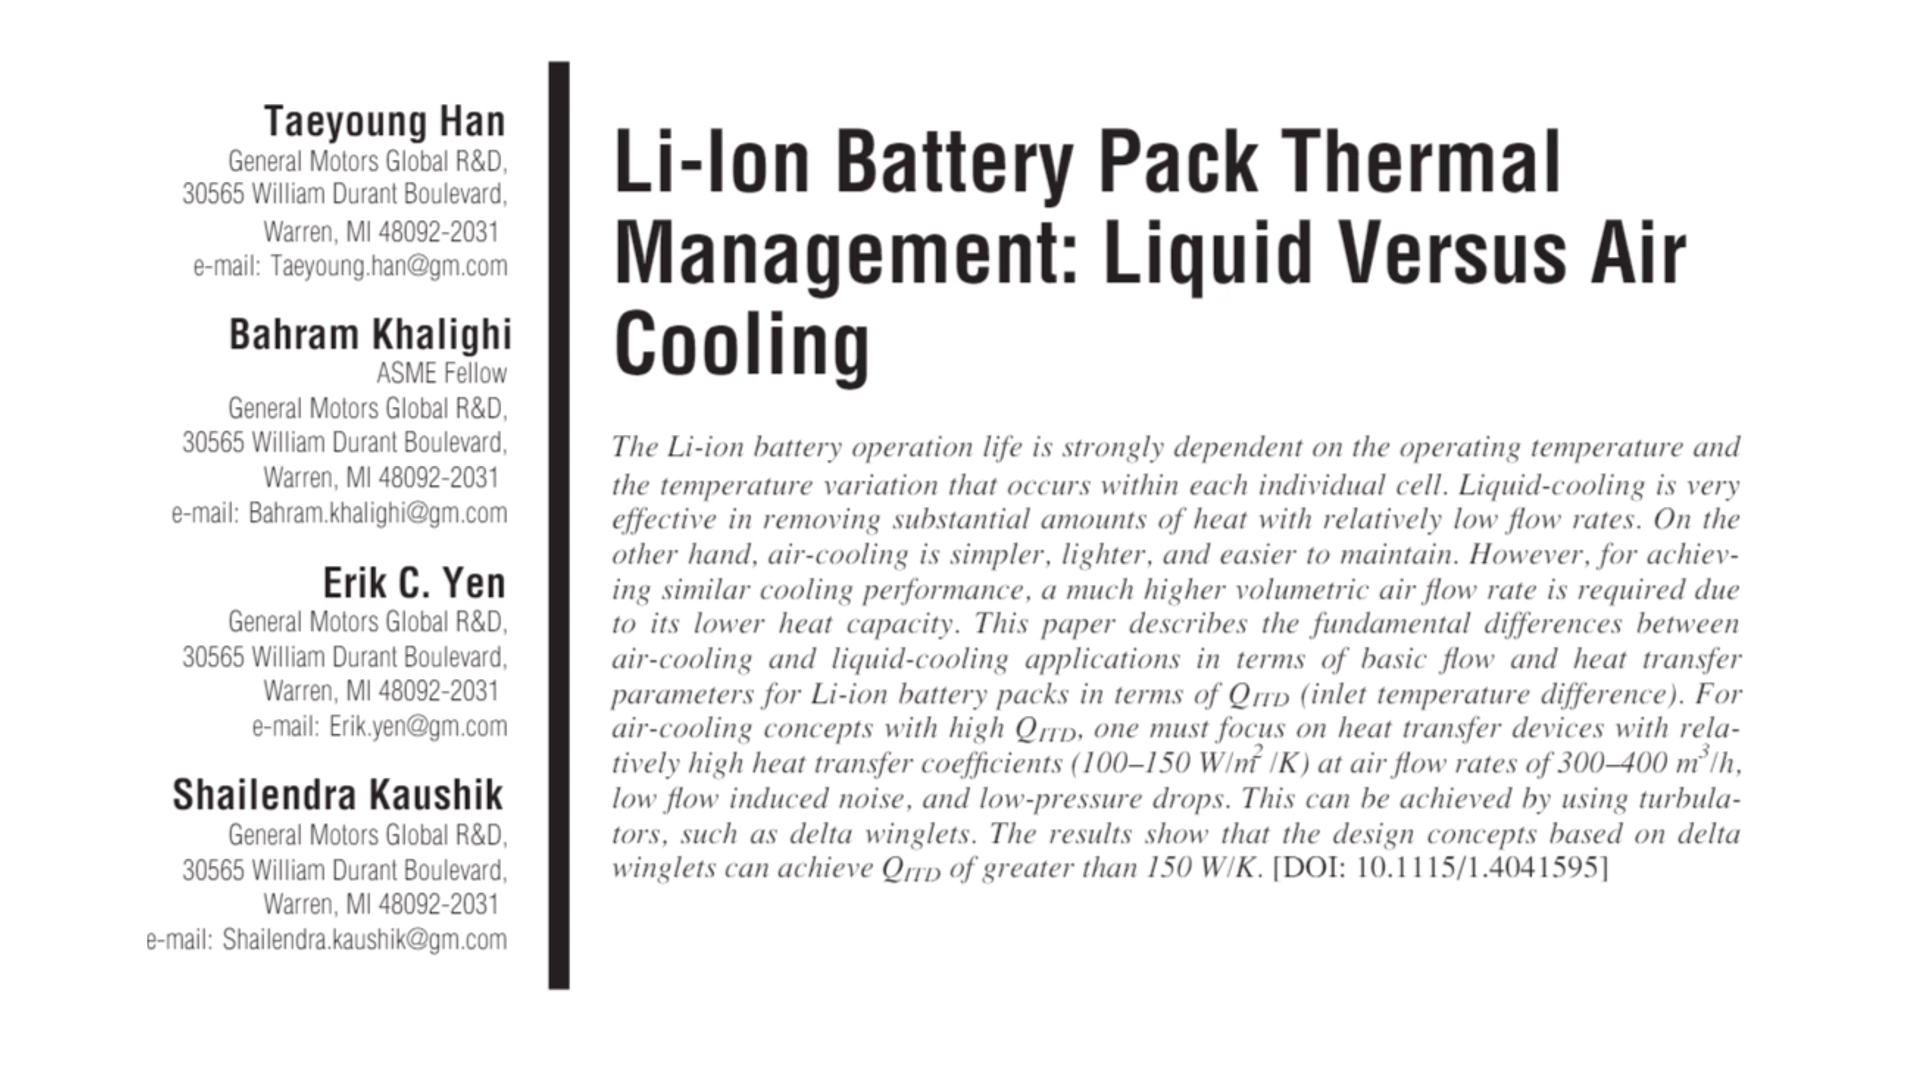 Taeyoung Han
General Motors Global R&D,
30565 William Durant Boulevard,
Warren, MI 48092-2031
e-mail: Taeyoung.han@gm.com
Bahram Khalighi
ASME Fellow
General Motors Global R&D,
30565 William Durant Boulevard,
Warren, MI 48092-2031
e-mail: Bahram.khalighi@gm.com
Erik C. Yen
General Motors Global R&D,
30565 William Durant Boulevard,
Warren, MI 48092-2031
e-mail: Erik.yen@gm.com
Shailendra Kaushik
General Motors Global R&D,
30565 William Durant Boulevard,
Warren, MI 48092-2031
e-mail: Shailendra.kaushik@gm.com
Li-Ion Battery Pack Thermal
Management: Liquid Versus Air
Cooling
The Li-ion battery operation life is strongly dependent on the operating temperature and
the temperature variation that occurs within each individual cell. Liquid-cooling is very
effective in removing substantial amounts of heat with relatively low flow rates. On the
other hand, air-cooling is simpler, lighter, and easier to maintain. However, for achiev-
ing similar cooling performance, a much higher volumetric air flow rate is required due
to its lower heat capacity. This paper describes the fundamental differences between
air-cooling and liquid-cooling applications in terms of basic flow and heat transfer
parameters for Li-ion battery packs in terms of QITD (inlet temperature difference). For
air-cooling concepts with high QITD, one must focus on heat transfer devices with rela-
tively high heat transfer coefficients (100–150 W/m² /K) at air flow rates of 300–400 m³/h,
low flow induced noise, and low-pressure drops. This can be achieved by using turbula-
tors, such as delta winglets. The results show that the design concepts based on delta
winglets can achieve QITD of greater than 150 W/K. [DOI: 10.1115/1.4041595]